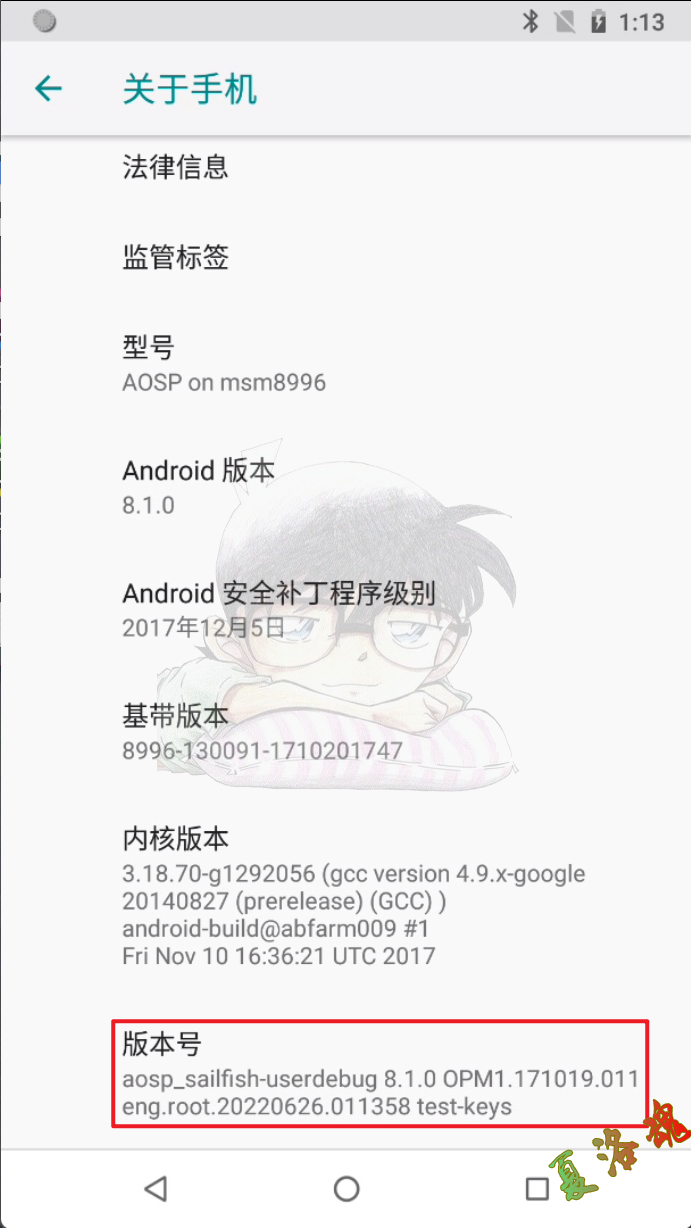 1:13
关于手机
法律信息
监管标签
型号
AOSP on msm8996
Android 版本
8.1.0
Android 安全补丁程序级别
2017年12月5日
基带版本
8996-130091-1710201747
内核版本
3.18.70-g1292056 (gcc version 4.9.x-google
20140827 (prerelease) (GCC) )
android-build@abfarm009 #1
Fri Nov 10 16:36:21 UTC 2017
版本号
aosp_sailfish-userdebug 8.1.0 OPM1.171019.011
eng.root.20220626.011358 test-keys
夏洛魂